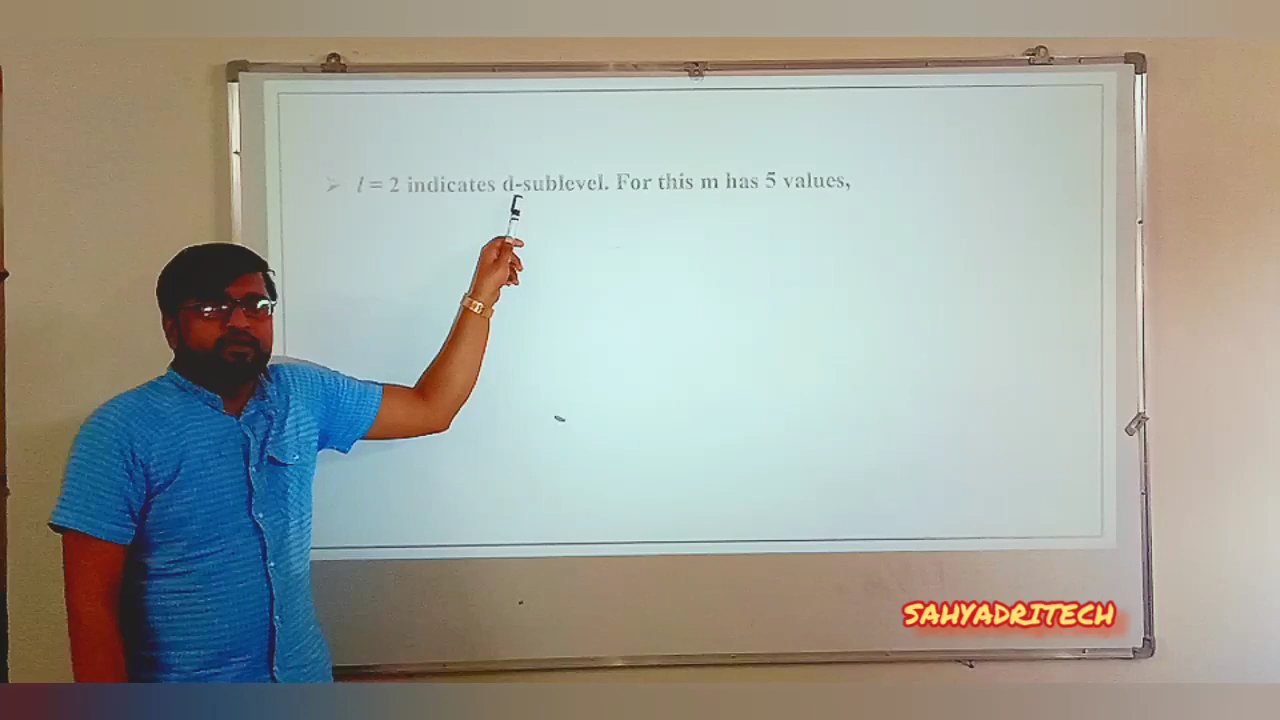 ➢ l = 2 indicates d-sublevel. For this m has 5 values,
SAHYADRITECH